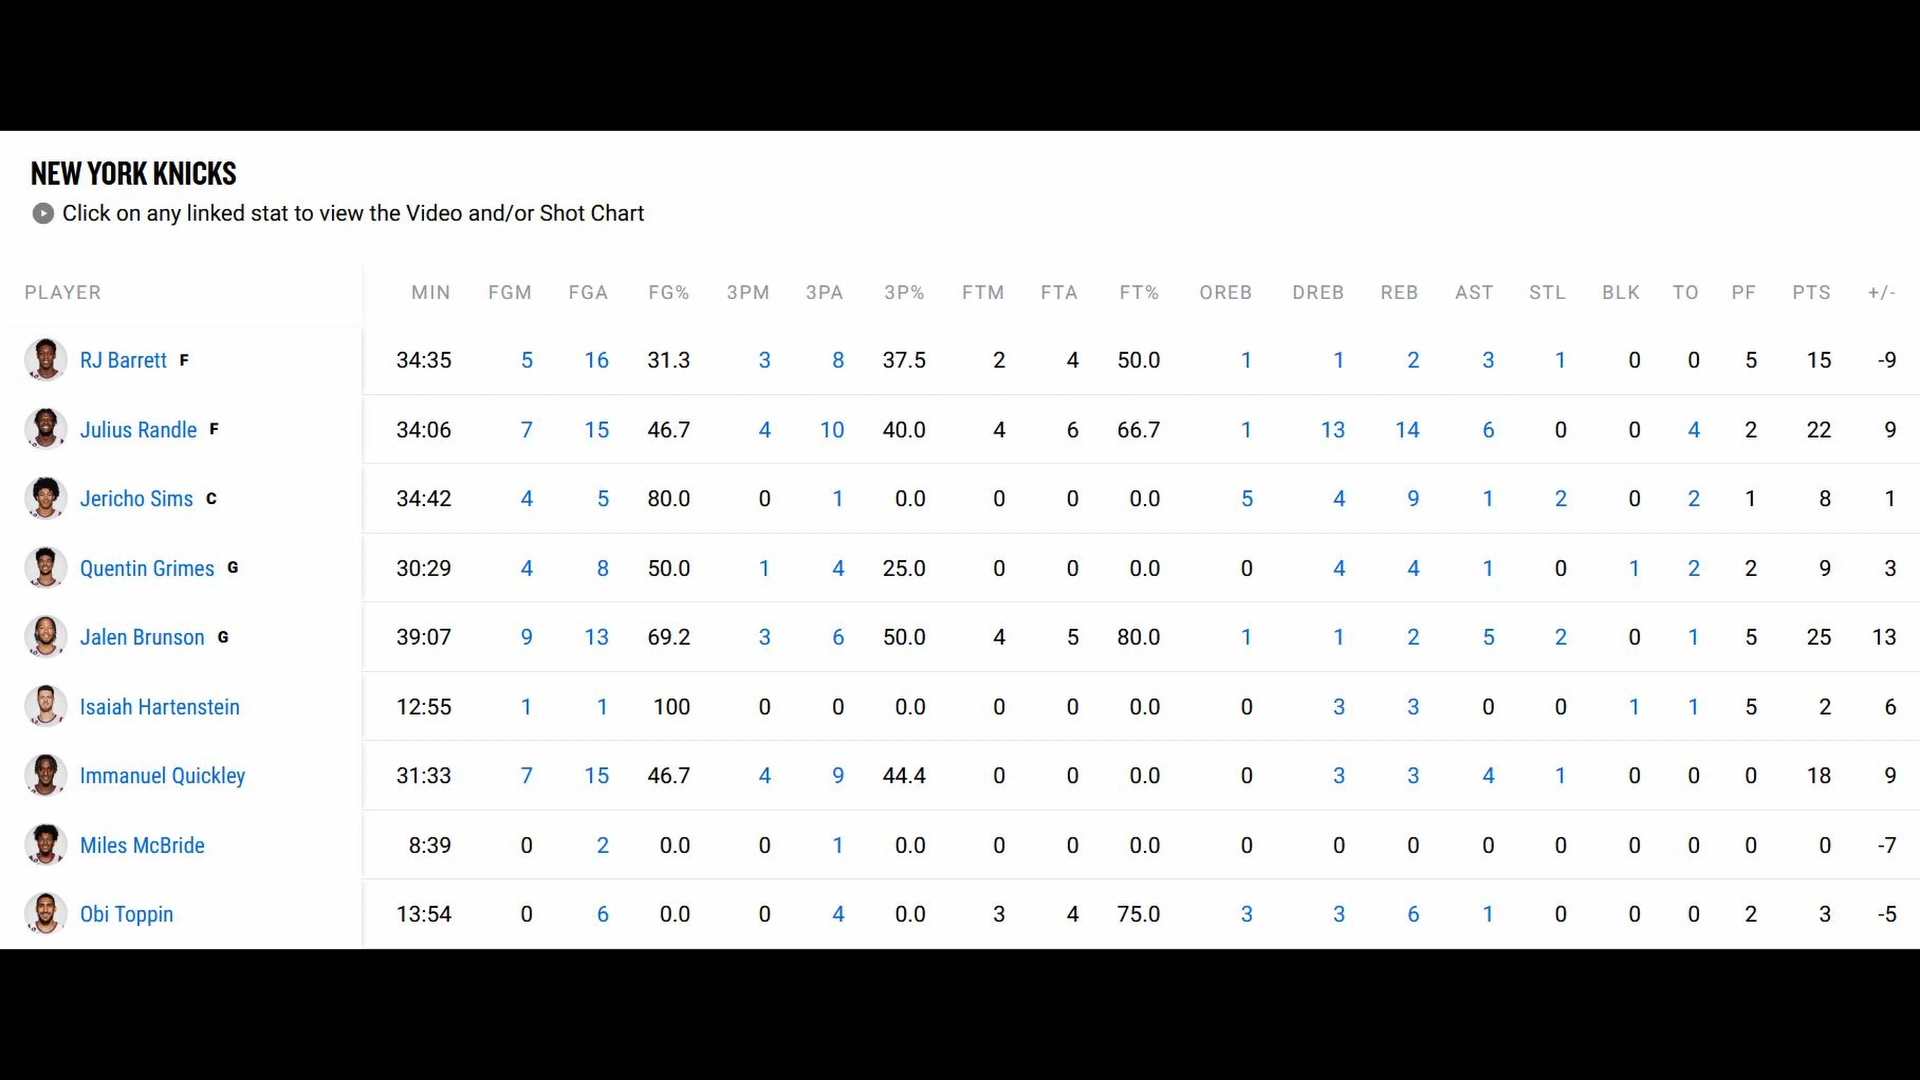 NEW YORK KNICKS
Click on any linked stat to view the Video and/or Shot Chart
PLAYER MIN FGM FGA FG% 3PM 3PA 3P% FTM FTA FT% OREB DREB REB AST STL BLK TO PF PTS +/-
RJ Barrett F 34:35 5 16 31.3 3 8 37.5 2 4 50.0 1 1 2 3 1 0 0 5 15 -9
Julius Randle F 34:06 7 15 46.7 4 10 40.0 4 6 66.7 1 13 14 6 0 0 4 2 22 9
Jericho Sims C 34:42 4 5 80.0 0 1 0.0 0 0 0.0 5 4 9 1 2 0 2 1 8 1
Quentin Grimes G 30:29 4 8 50.0 1 4 25.0 0 0 0.0 0 4 4 1 0 1 2 2 9 3
Jalen Brunson G 39:07 9 13 69.2 3 6 50.0 4 5 80.0 1 1 2 5 2 0 1 5 25 13
Isaiah Hartenstein 12:55 1 1 100 0 0 0.0 0 0 0.0 0 3 3 0 0 1 1 5 2 6
Immanuel Quickley 31:33 7 15 46.7 4 9 44.4 0 0 0.0 0 3 3 4 1 0 0 0 18 9
Miles McBride 8:39 0 2 0.0 0 1 0.0 0 0 0.0 0 0 0 0 0 0 0 0 0 -7
Obi Toppin 13:54 0 6 0.0 0 4 0.0 3 4 75.0 3 3 6 1 0 0 0 2 3 -5